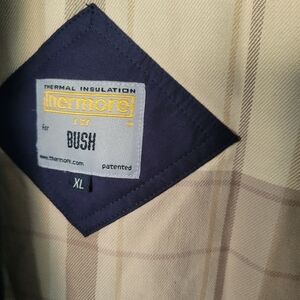 THERMAL INSULATION
thermore
for
BUSH
www.thermore.com
patented
XL